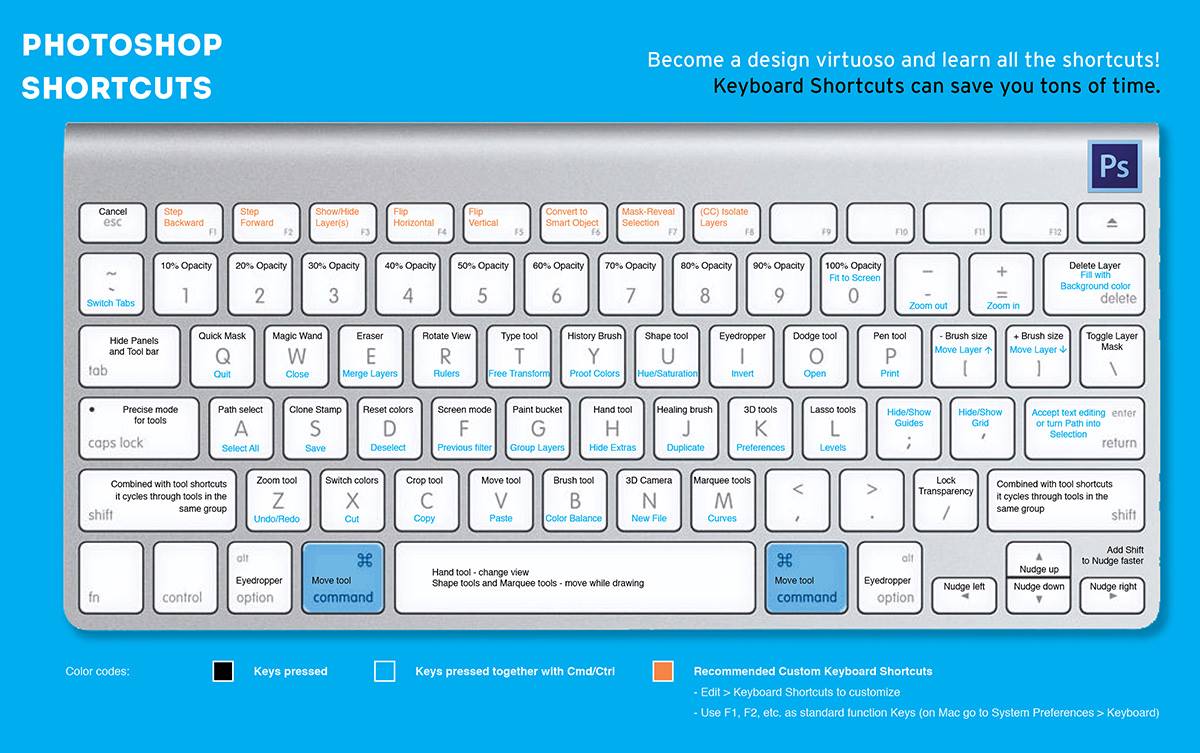 PHOTOSHOP
SHORTCUTS
Become a design virtuoso and learn all the shortcuts!
Keyboard Shortcuts can save you tons of time.
Ps
Cancel
esc
Step
Backward
F1
Step
Forward
F2
Show/Hide
Layer(s)
F3
Flip
Horizontal
F4
Flip
Vertical
F5
Convert to
Smart Object
F6
Mask-Reveal
Selection
F7
(CC) Isolate
Layers
F8
F9
F10
F11
F12
~
`
Switch Tabs
10% Opacity
1
20% Opacity
2
30% Opacity
3
40% Opacity
4
50% Opacity
5
60% Opacity
6
70% Opacity
7
80% Opacity
8
90% Opacity
9
100% Opacity
Fit to Screen
0
–
-
Zoom out
+
=
Zoom in
Delete Layer
Fill with
Background color
delete
Hide Panels
and Tool bar
tab
Quick Mask
Q
Quit
Magic Wand
W
Close
Eraser
E
Merge Layers
Rotate View
R
Rulers
Type tool
T
Free Transform
History Brush
Y
Proof Colors
Shape tool
U
Hue/Saturation
Eyedropper
I
Invert
Dodge tool
O
Open
Pen tool
P
Print
- Brush size
Move Layer ↑
[
+ Brush size
Move Layer ↓
]
Toggle Layer
Mask
\
Precise mode
for tools
caps lock
Path select
A
Select All
Clone Stamp
S
Save
Reset colors
D
Deselect
Screen mode
F
Previous filter
Paint bucket
G
Group Layers
Hand tool
H
Hide Extras
Healing brush
J
Duplicate
3D tools
K
Preferences
Lasso tools
L
Levels
Hide/Show
Guides
;
Hide/Show
Grid
'
Accept text editing
or turn Path into
Selection
enter
return
Combined with tool shortcuts
it cycles through tools in the
same group
shift
Zoom tool
Z
Undo/Redo
Switch colors
X
Cut
Crop tool
C
Copy
Move tool
V
Paste
Brush tool
B
Color Balance
3D Camera
N
New File
Marquee tools
M
Curves
<
,
>
.
Lock
Transparency
/
Combined with tool shortcuts
it cycles through tools in the
same group
shift
fn
control
alt
Eyedropper
option
⌘
Move tool
command
Hand tool - change view
Shape tools and Marquee tools - move while drawing
⌘
Move tool
command
alt
Eyedropper
option
Nudge left
Nudge up
Nudge down
Add Shift
to Nudge faster
Nudge right
Color codes:
Keys pressed
Keys pressed together with Cmd/Ctrl
Recommended Custom Keyboard Shortcuts
- Edit > Keyboard Shortcuts to customize
- Use F1, F2, etc. as standard function Keys (on Mac go to System Preferences > Keyboard)